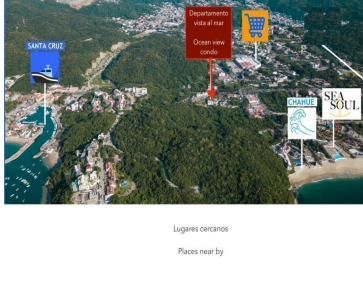 Departamento
vista al mar
Ocean view
condo
SANTA CRUZ
CHAHUE
SEA
SOUL
Lugares cercanos
Places near by